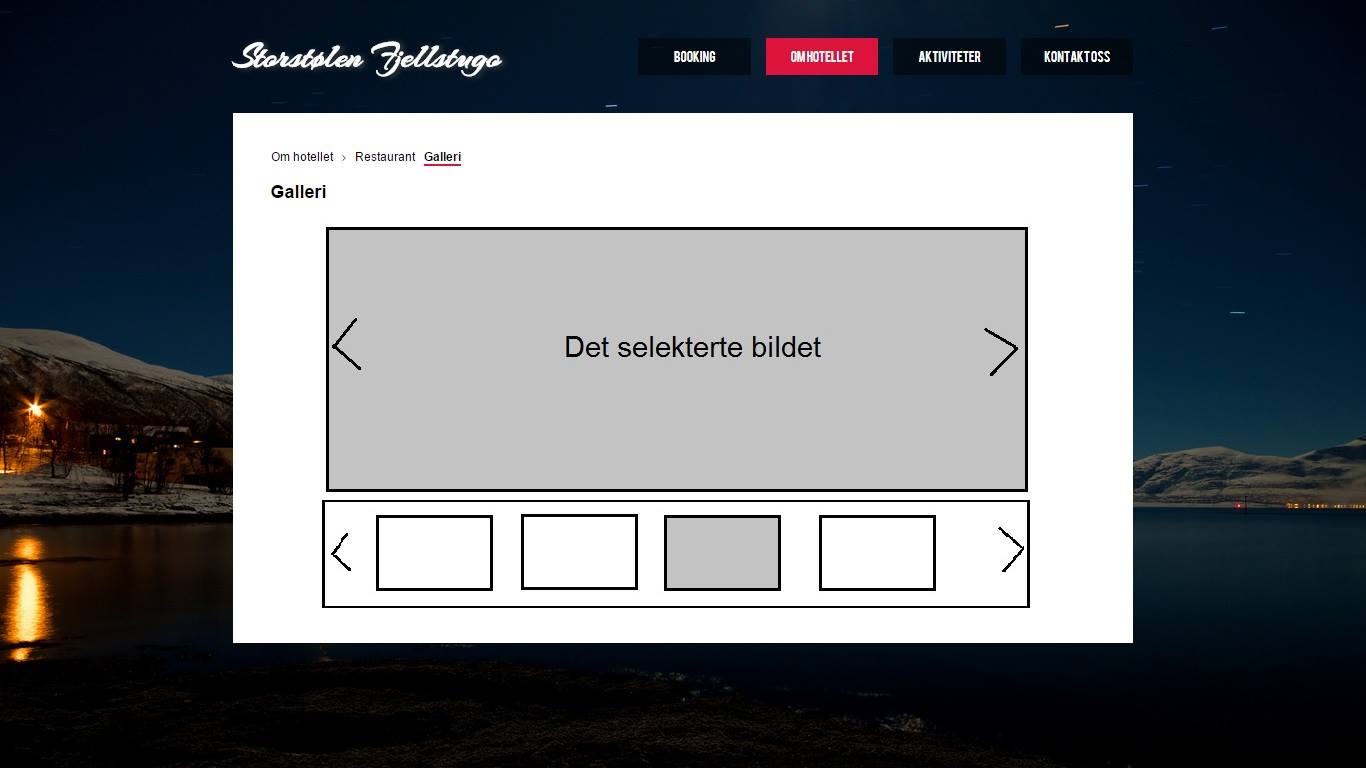 Storstølen Fjellstugo
BOOKING
OM HOTELLET
AKTIVITETER
KONTAKT OSS
Om hotellet › Restaurant Galleri
Galleri
Det selekterte bildet